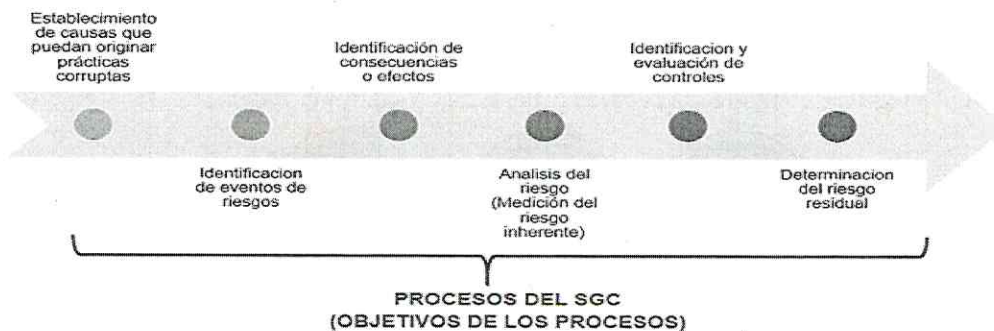 Establecimiento
de causas que
puedan originar
prácticas
corruptas
Identificacion
de eventos de
riesgos
Identificación de
consecuencias
o efectos
Analisis del
riesgo
(Medición del
riesgo
inherente)
Identificacion y
evaluación de
controles
Determinacion
del riesgo
residual
PROCESOS DEL SGC
(OBJETIVOS DE LOS PROCESOS)